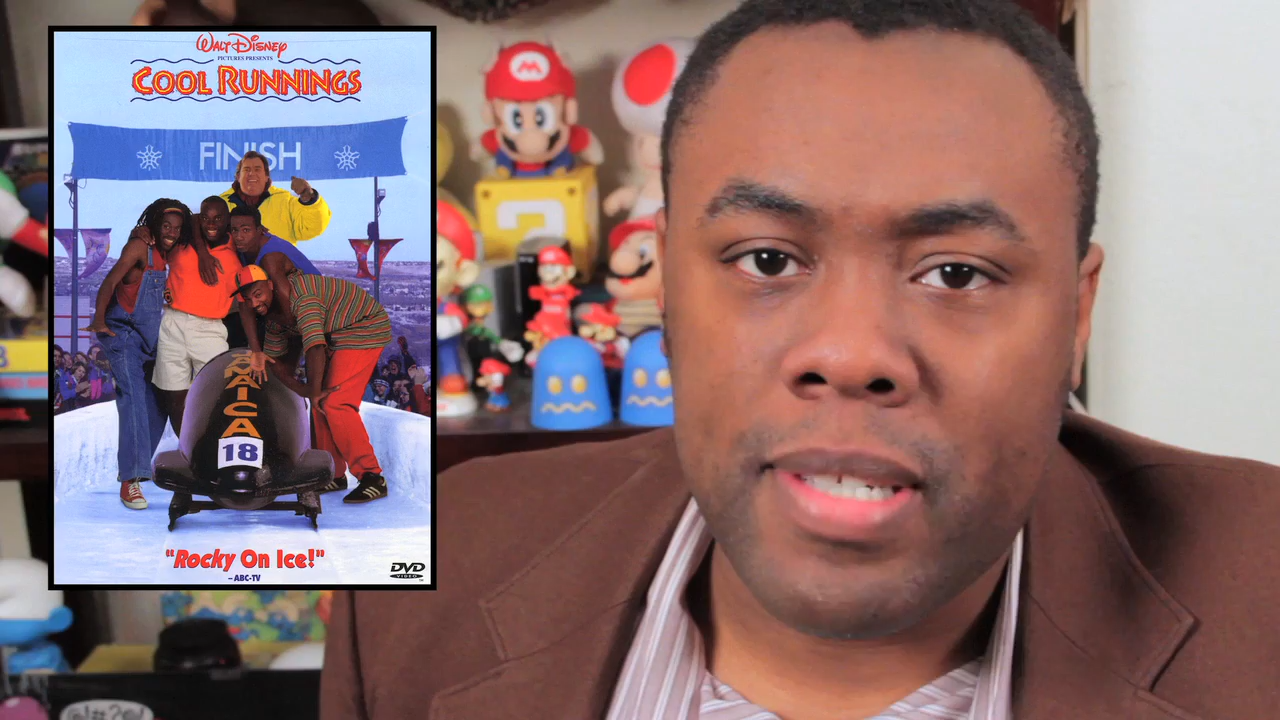 WALT DISNEY
PICTURES PRESENTS
COOL RUNNINGS
FINISH
JAMAICA
18
"Rocky On Ice!"
– ABC-TV
DVD
VIDEO
M
?
@!#?@!